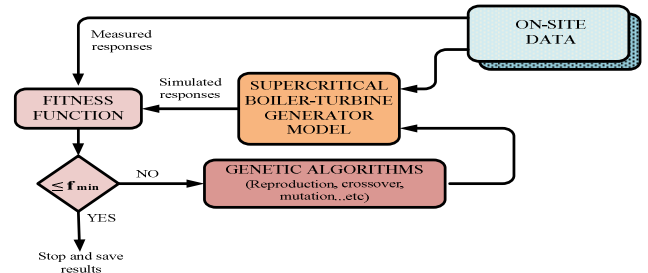 Measured
responses
ON-SITE
DATA
Simulated
responses
SUPERCRITICAL
BOILER-TURBINE
GENERATOR
MODEL
FITNESS
FUNCTION
≤ f min
NO
GENETIC ALGORITHMS
(Reproduction, crossover,
mutation,..etc)
YES
Stop and save
results